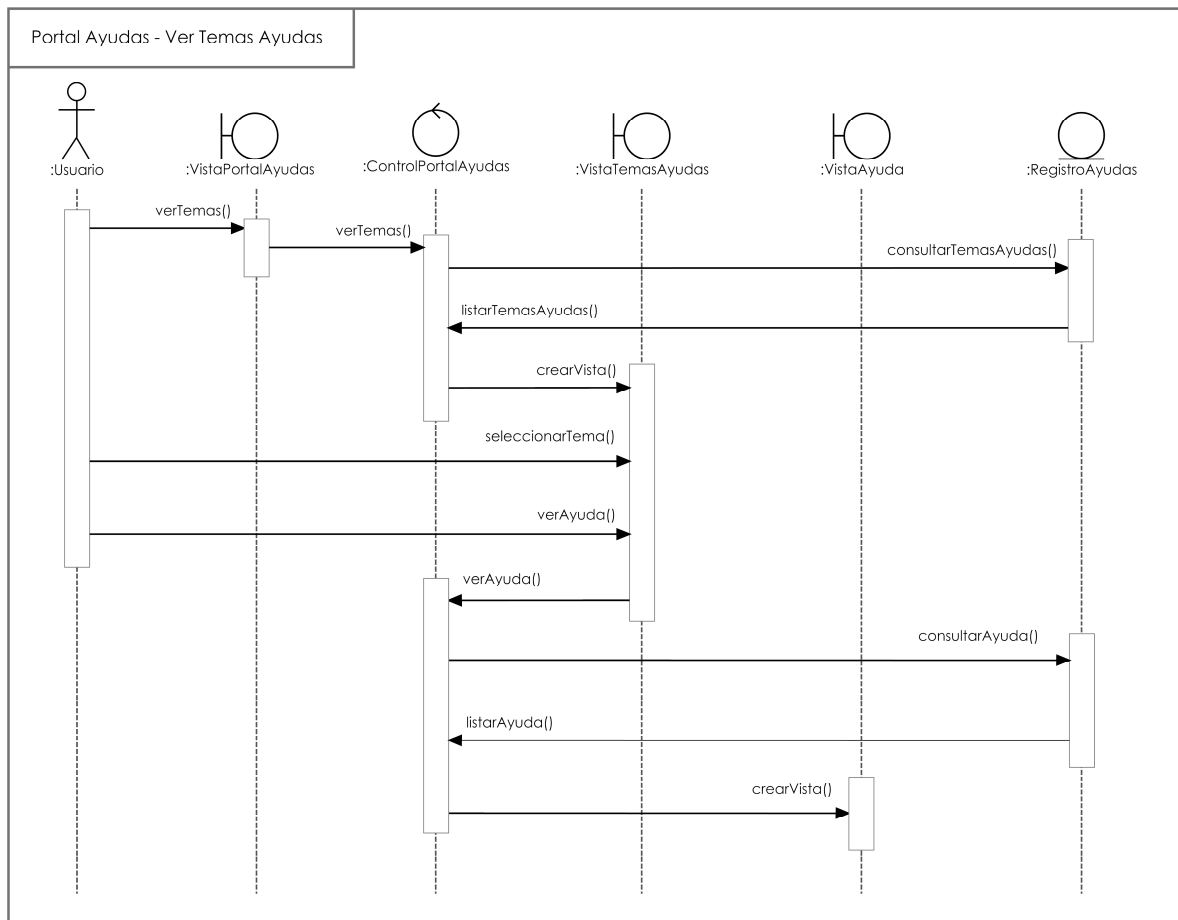 Portal Ayudas - Ver Temas Ayudas
:Usuario
:VistaPortalAyudas
:ControlPortalAyudas
:VistaTemasAyudas
:VistaAyuda
:RegistroAyudas
verTemas()
verTemas()
consultarTemasAyudas()
listarTemasAyudas()
crearVista()
seleccionarTema()
verAyuda()
verAyuda()
consultarAyuda()
listarAyuda()
crearVista()